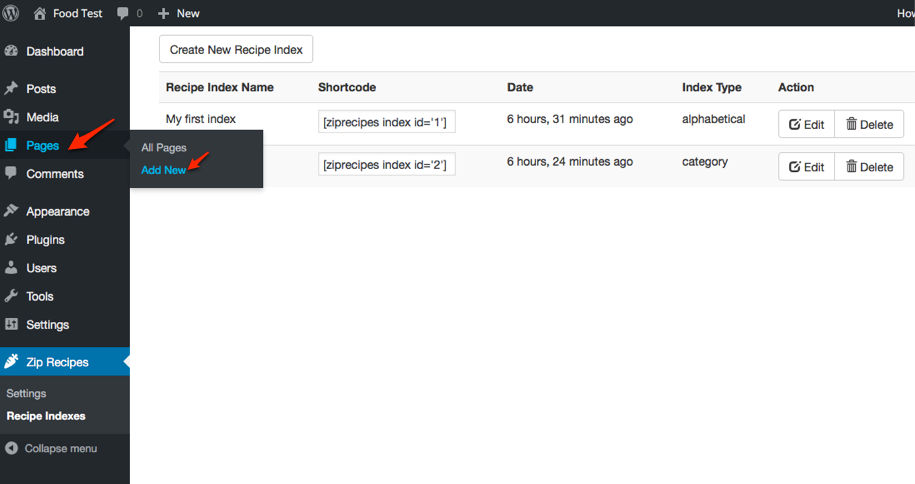 Food Test 0 New How
Dashboard
Posts
Media
Pages
Comments
Appearance
Plugins
Users
Tools
Settings
Zip Recipes
Settings
Recipe Indexes
Collapse menu
All Pages
Add New
Create New Recipe Index
Recipe Index Name Shortcode Date Index Type Action
My first index [ziprecipes index id='1'] 6 hours, 31 minutes ago alphabetical Edit Delete
[ziprecipes index id='2'] 6 hours, 24 minutes ago category Edit Delete